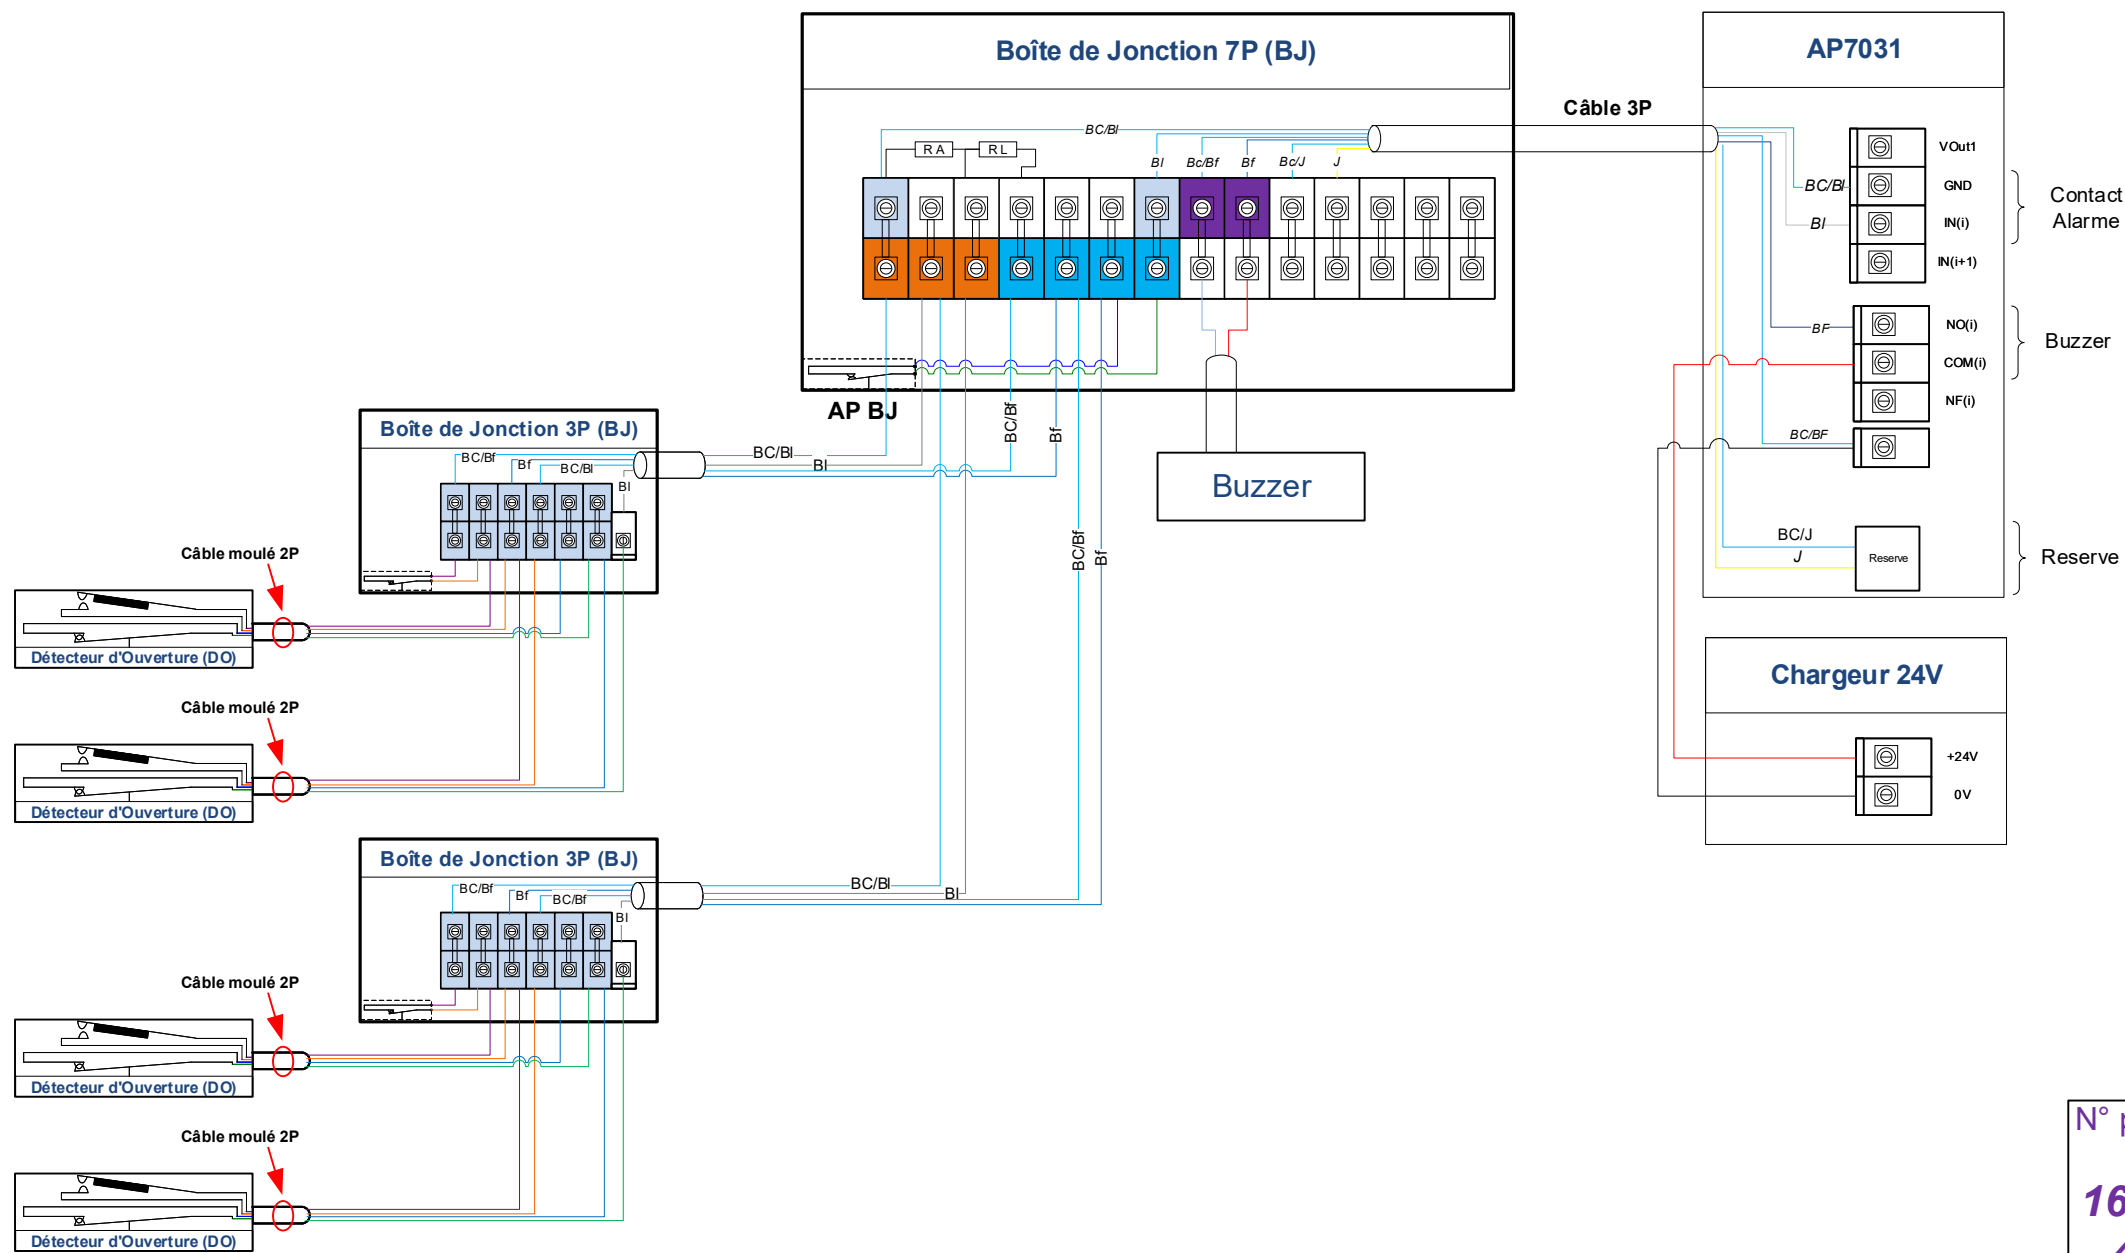 Boîte de Jonction 7P (BJ)
AP7031
Câble 3P
BC/Bl
RA
RL
Bl
Bc/Bf
Bf
Bc/J
J
VOut1
BC/Bl
GND
Bl
IN(i)
IN(i+1)
Contact
Alarme
BF
NO(i)
COM(i)
NF(i)
Buzzer
BC/BF
BC/J
J
Reserve
Reserve
AP BJ
BC/Bf
Bf
Buzzer
Boîte de Jonction 3P (BJ)
BC/Bf
Bf
BC/Bl
Bl
BC/Bl
Bl
BC/Bf
Bf
Câble moulé 2P
Détecteur d'Ouverture (DO)
Câble moulé 2P
Détecteur d'Ouverture (DO)
Chargeur 24V
+24V
0V
Boîte de Jonction 3P (BJ)
BC/Bf
Bf
BC/Bf
Bl
BC/Bl
Bl
Câble moulé 2P
Détecteur d'Ouverture (DO)
Câble moulé 2P
Détecteur d'Ouverture (DO)
N°
16